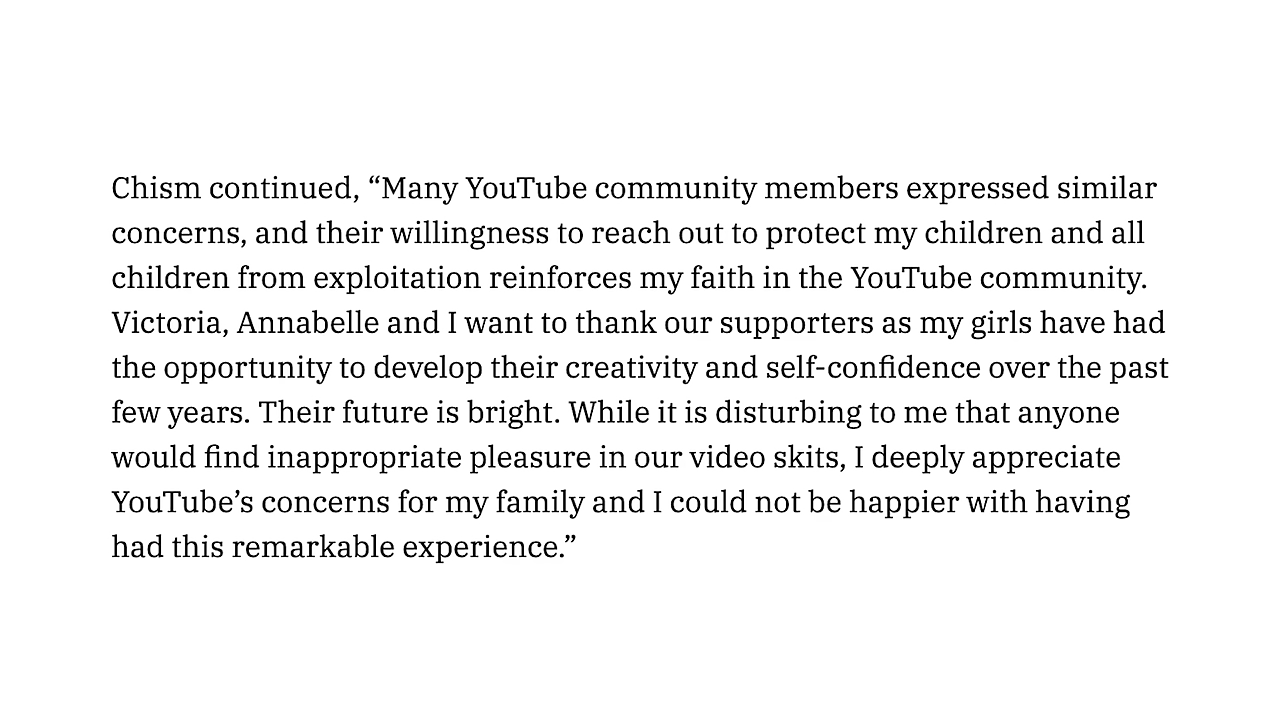 Chism continued, “Many YouTube community members expressed similar
concerns, and their willingness to reach out to protect my children and all
children from exploitation reinforces my faith in the YouTube community.
Victoria, Annabelle and I want to thank our supporters as my girls have had
the opportunity to develop their creativity and self-confidence over the past
few years. Their future is bright. While it is disturbing to me that anyone
would find inappropriate pleasure in our video skits, I deeply appreciate
YouTube’s concerns for my family and I could not be happier with having
had this remarkable experience.”